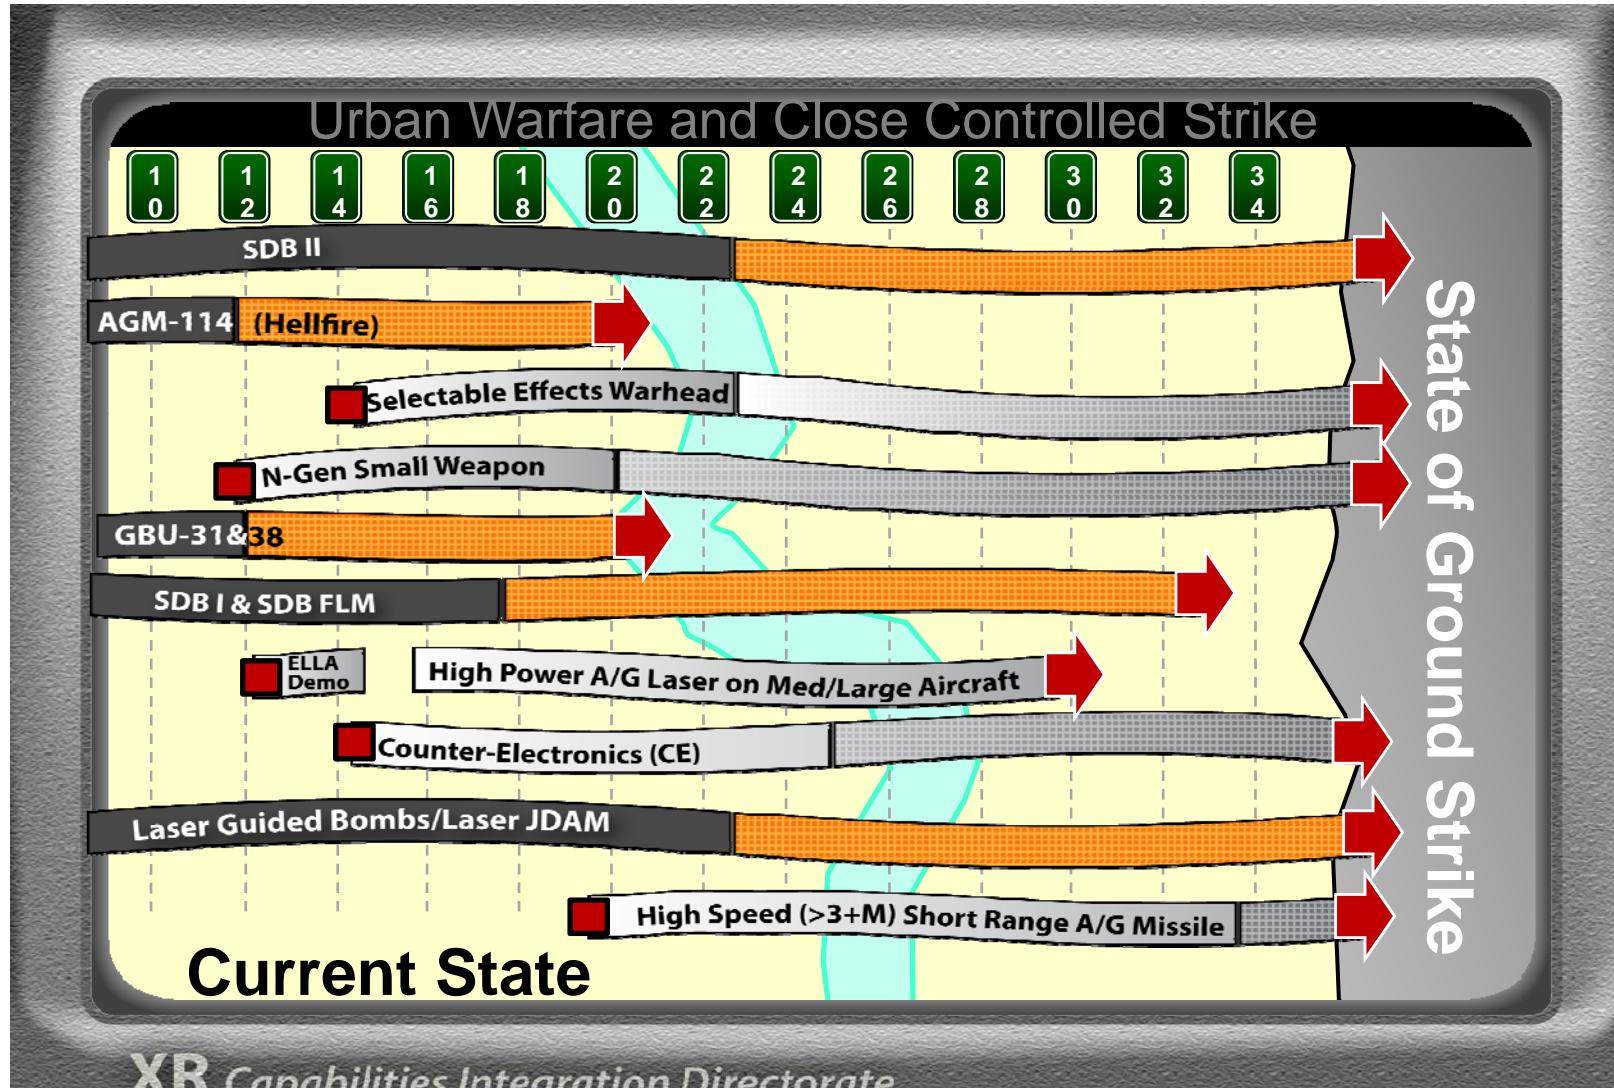 Urban Warfare and Close Controlled Strike
10 12 14 16 18 20 22 24 26 28 30 32 34
SDB II
AGM-114 (Hellfire)
Selectable Effects Warhead
N-Gen Small Weapon
GBU-31&38
SDB I & SDB FLM
ELLA
Demo
High Power A/G Laser on Med/Large Aircraft
Counter-Electronics (CE)
Laser Guided Bombs/Laser JDAM
High Speed (>3+M) Short Range A/G Missile
Current State
State of Ground Strike
XR Capabilities Integration Directorate